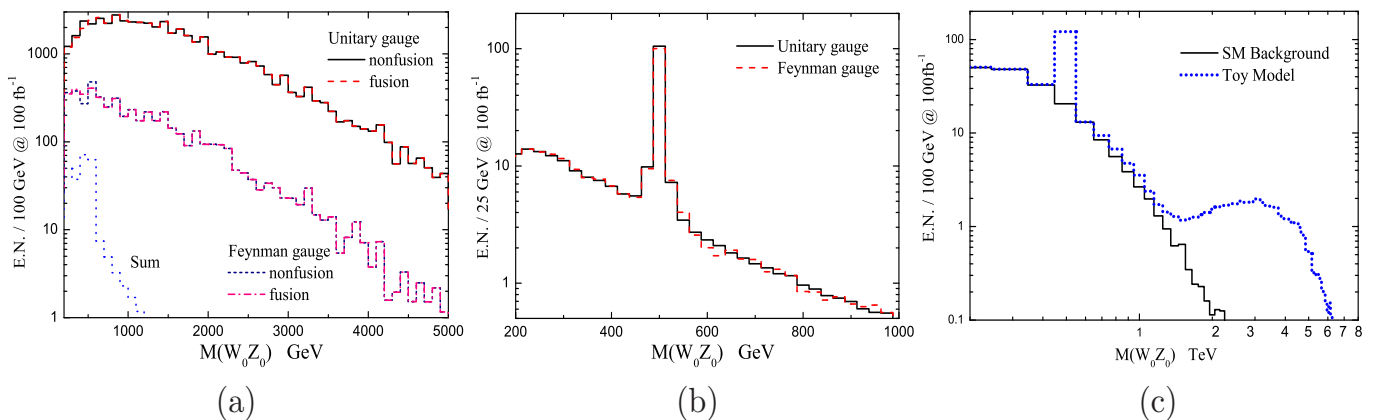 E.N. / 100 GeV @ 100 fb⁻¹
1000
100
10
1
Unitary gauge
nonfusion
fusion
Sum
Feynman gauge
nonfusion
fusion
1000 2000 3000 4000 5000
M(W₀Z₀) GeV
(a)
E.N. / 25 GeV @ 100 fb⁻¹
100
10
1
Unitary gauge
Feynman gauge
200 400 600 800 1000
M(W₀Z₀) GeV
(b)
E.N. / 100 GeV @ 100fb⁻¹
100
10
1
0.1
SM Background
Toy Model
1 2 3 4 5 6 7 8
M(W₀Z₀) TeV
(c)